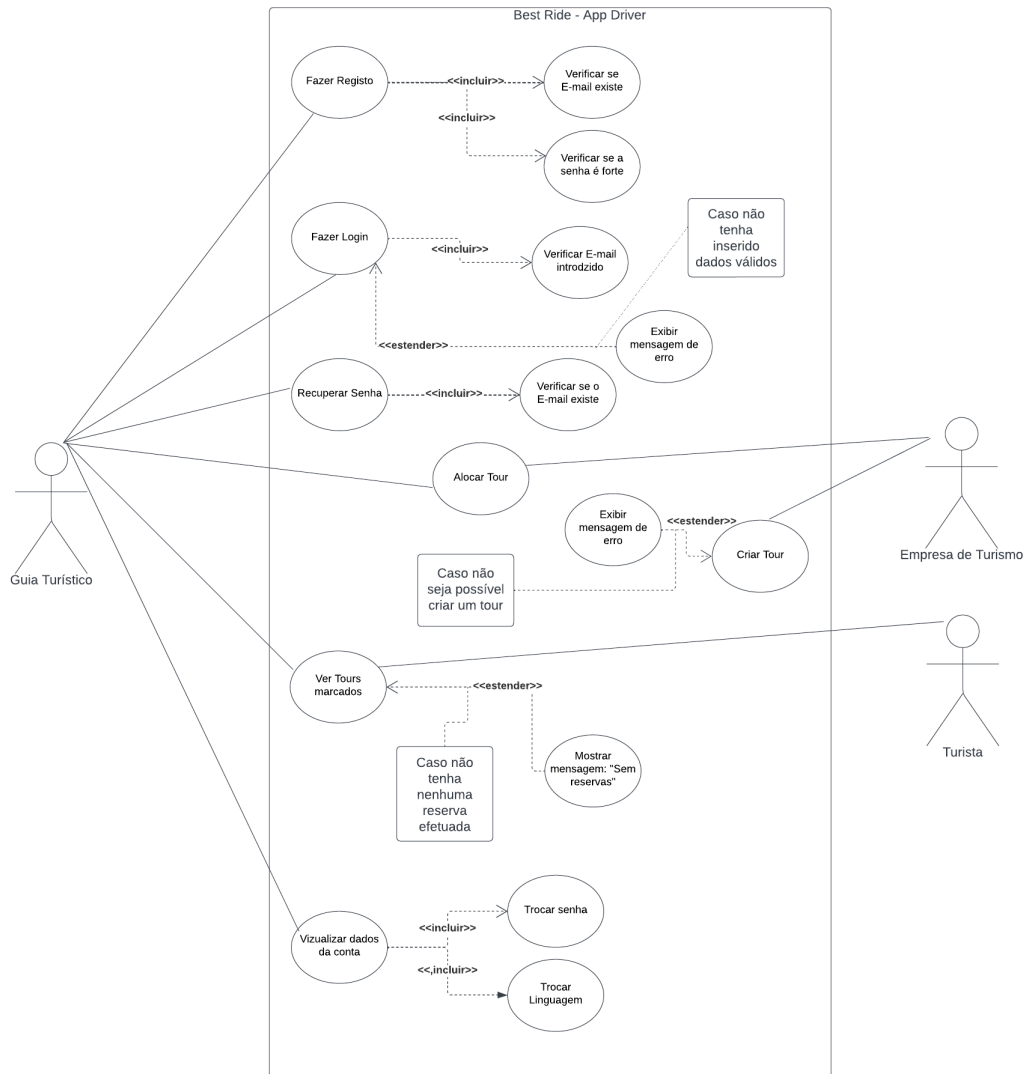 Best Ride - App Driver
Fazer Registo
<<incluir>>
Verificar se
E-mail existe
<<incluir>>
Verificar se a
senha é forte
Fazer Login
<<incluir>>
Verificar E-mail
introdzido
Caso não
tenha
inserido
dados válidos
<<estender>>
Exibir
mensagem de
erro
Recuperar Senha
<<incluir>>
Verificar se o
E-mail existe
Alocar Tour
Exibir
mensagem de
erro
<<estender>>
Criar Tour
Empresa de Turismo
Guia Turístico
Caso não
seja possível
criar um tour
Ver Tours
marcados
<<estender>>
Turista
Caso não
tenha
nenhuma
reserva
efetuada
Mostrar
mensagem: "Sem
reservas"
Vizualizar dados
da conta
<<incluir>>
Trocar senha
<<,incluir>>
Trocar
Linguagem